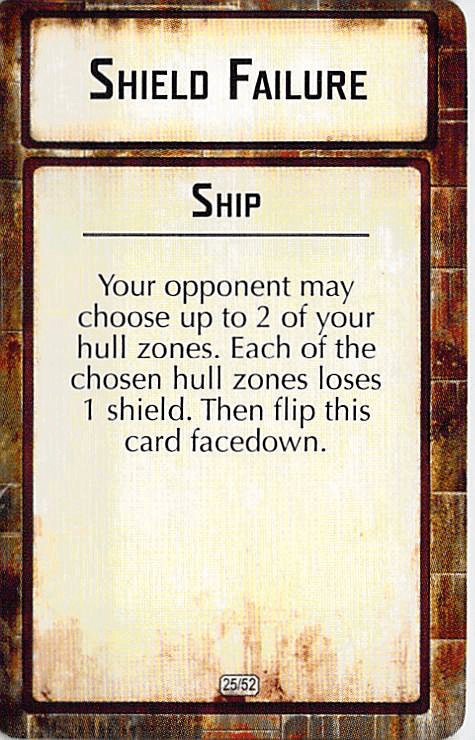 Shield Failure
Ship
Your opponent may
choose up to 2 of your
hull zones. Each of the
chosen hull zones loses
1 shield. Then flip this
card facedown.
25/52